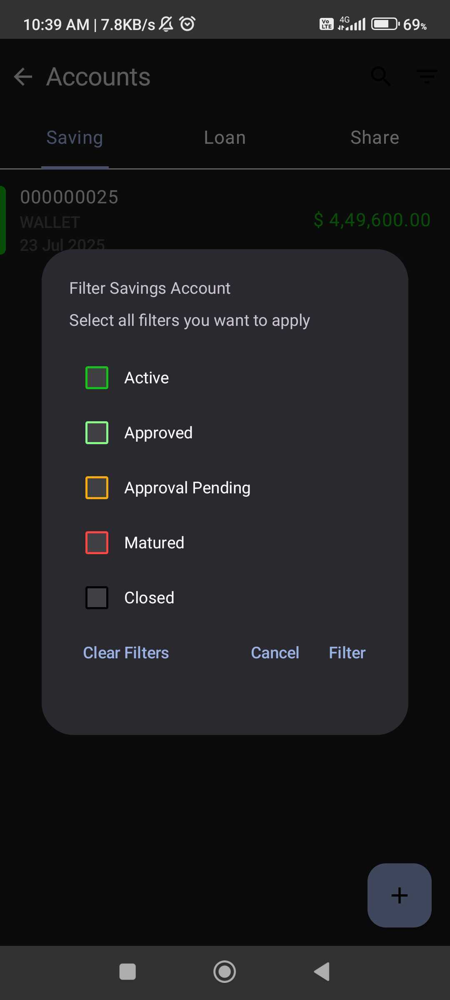 10:39 AM | 7.8KB/s
Vo LTE 4G 69%
Accounts
Saving Loan Share
000000025
WALLET
$ 4,49,600.00
23 Jul 2025
Filter Savings Account
Select all filters you want to apply
Active
Approved
Approval Pending
Matured
Closed
Clear Filters Cancel Filter